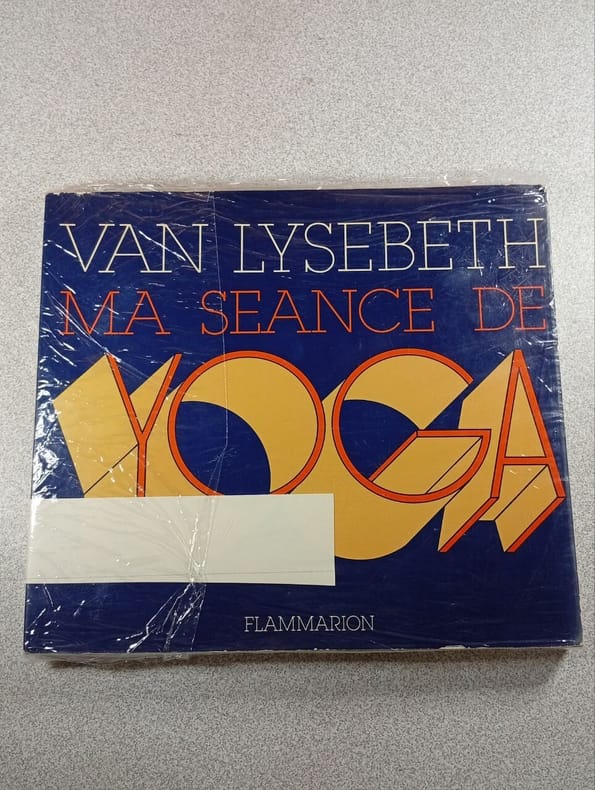 VAN LYSEBETH
MA SEANCE DE
YOGA
FLAMMARION